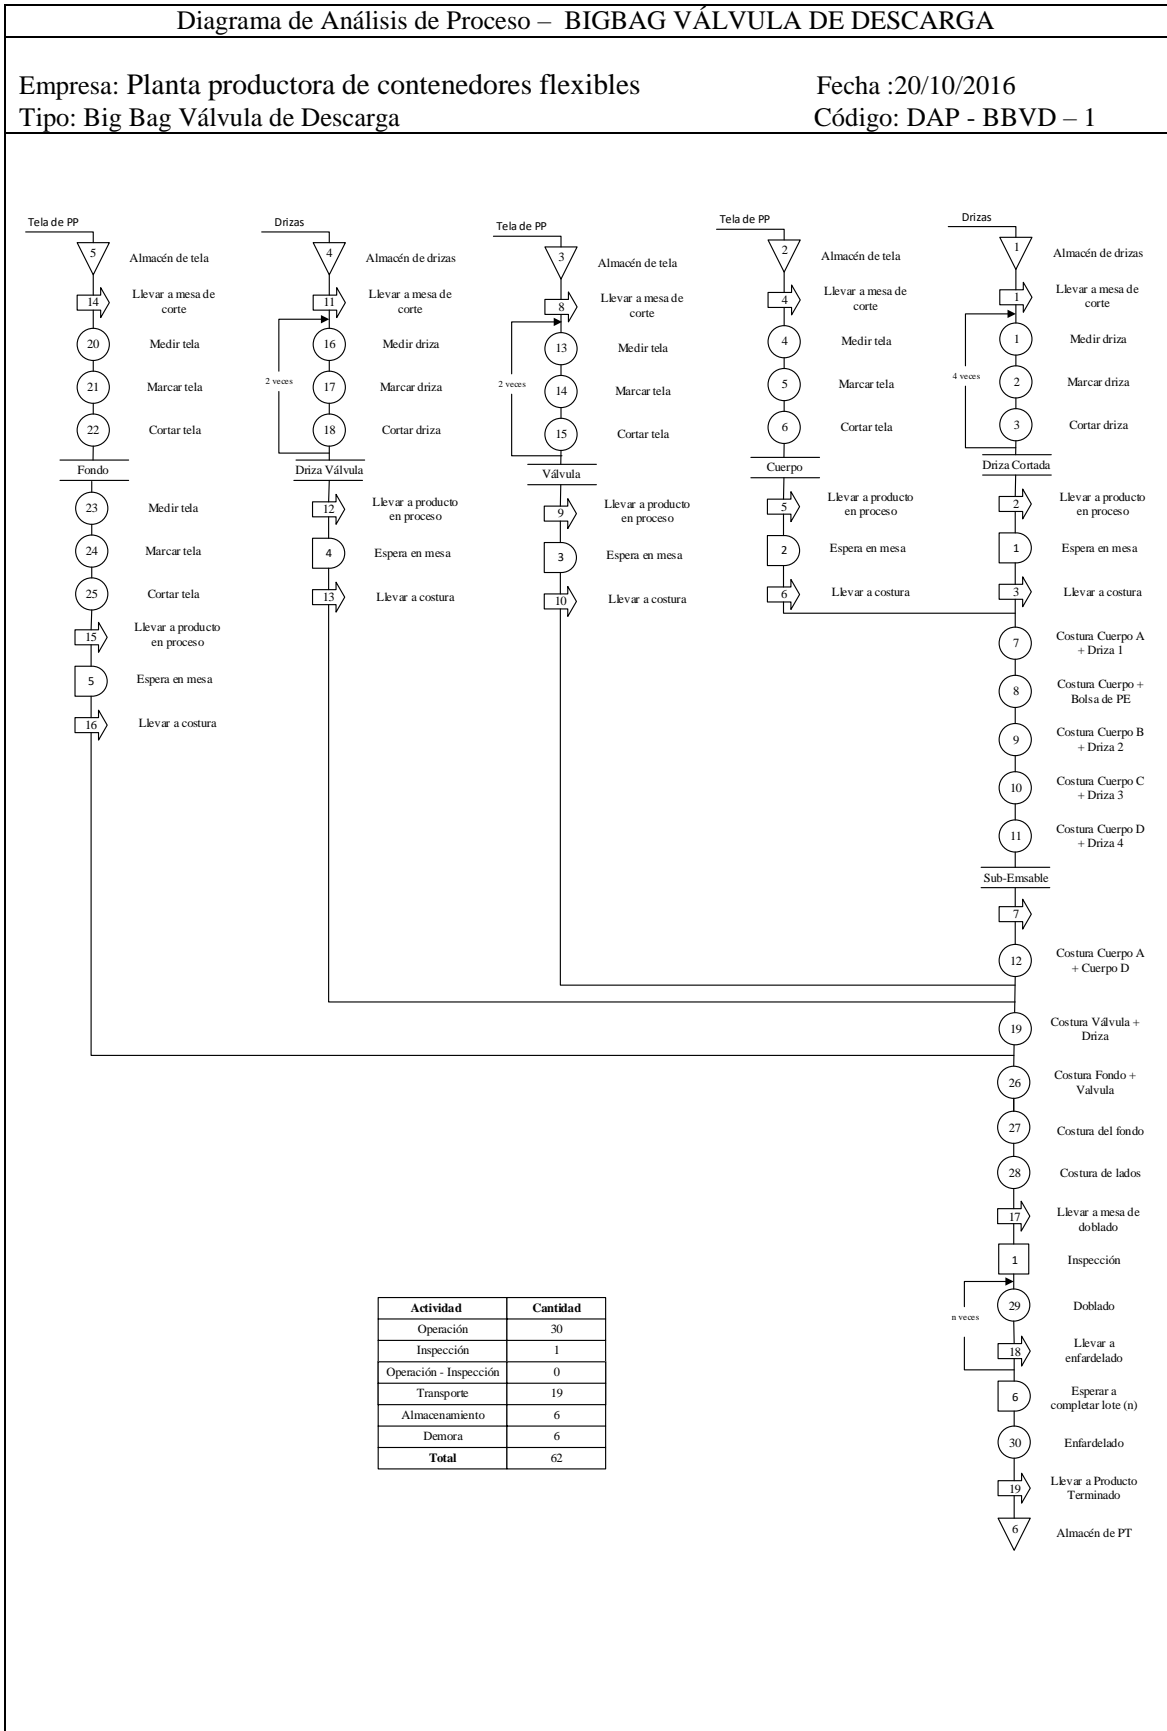 Diagrama de Análisis de Proceso – BIGBAG VÁLVULA DE DESCARGA
Empresa: Planta productora de contenedores flexibles
Fecha :20/10/2016
Tipo: Big Bag Válvula de Descarga
Código: DAP - BBVD – 1
Tela de PP
5
Almacén de tela
14
Llevar a mesa de
corte
20
Medir tela
21
Marcar tela
22
Cortar tela
Fondo
23
Medir tela
24
Marcar tela
25
Cortar tela
15
Llevar a producto
en proceso
5
Espera en mesa
16
Llevar a costura
Drizas
4
Almacén de drizas
11
Llevar a mesa de
corte
2 veces
16
Medir driza
17
Marcar driza
18
Cortar driza
Driza Válvula
12
Llevar a producto
en proceso
4
Espera en mesa
13
Llevar a costura
Tela de PP
3
Almacén de tela
8
Llevar a mesa de
corte
2 veces
13
Medir tela
14
Marcar tela
15
Cortar tela
Válvula
9
Llevar a producto
en proceso
3
Espera en mesa
10
Llevar a costura
Tela de PP
2
Almacén de tela
4
Llevar a mesa de
corte
4
Medir tela
5
Marcar tela
6
Cortar tela
Cuerpo
5
Llevar a producto
en proceso
2
Espera en mesa
6
Llevar a costura
Drizas
1
Almacén de drizas
1
Llevar a mesa de
corte
4 veces
1
Medir driza
2
Marcar driza
3
Cortar driza
Driza Cortada
2
Llevar a producto
en proceso
1
Espera en mesa
3
Llevar a costura
7
Costura Cuerpo A
+ Driza 1
8
Costura Cuerpo +
Bolsa de PE
9
Costura Cuerpo B
+ Driza 2
10
Costura Cuerpo C
+ Driza 3
11
Costura Cuerpo D
+ Driza 4
Sub-Emsable
7
12
Costura Cuerpo A
+ Cuerpo D
19
Costura Válvula +
Driza
26
Costura Fondo +
Valvula
27
Costura del fondo
28
Costura de lados
17
Llevar a mesa de
doblado
1
Inspección
n veces
29
Doblado
18
Llevar a
enfardelado
6
Esperar a
completar lote (n)
30
Enfardelado
19
Llevar a Producto
Terminado
6
Almacén de PT
Actividad Cantidad
Operación 30
Inspección 1
Operación - Inspección 0
Transporte 19
Almacenamiento 6
Demora 6
Total 62